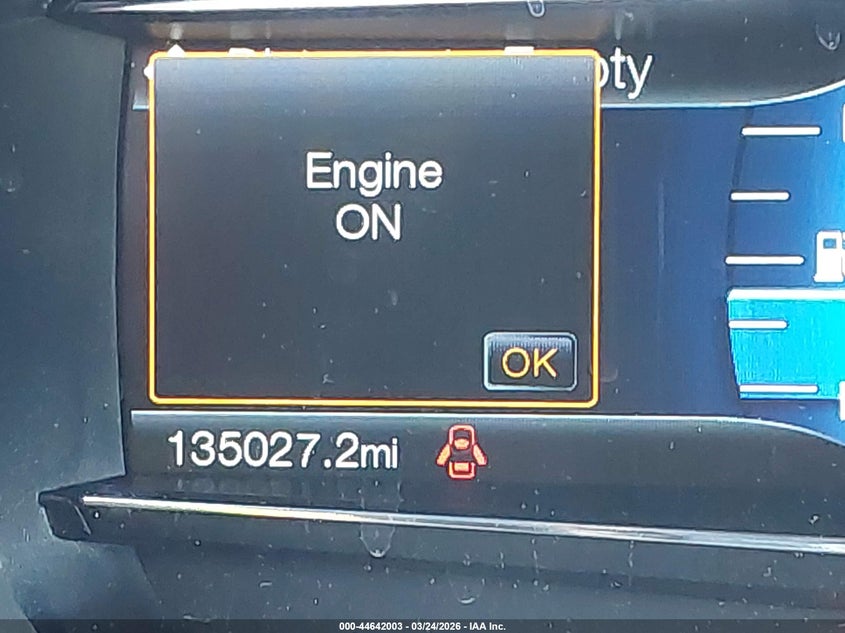 Engine
ON
OK
135027.2mi
000-44642003 - 03/24/2026 - IAA Inc.